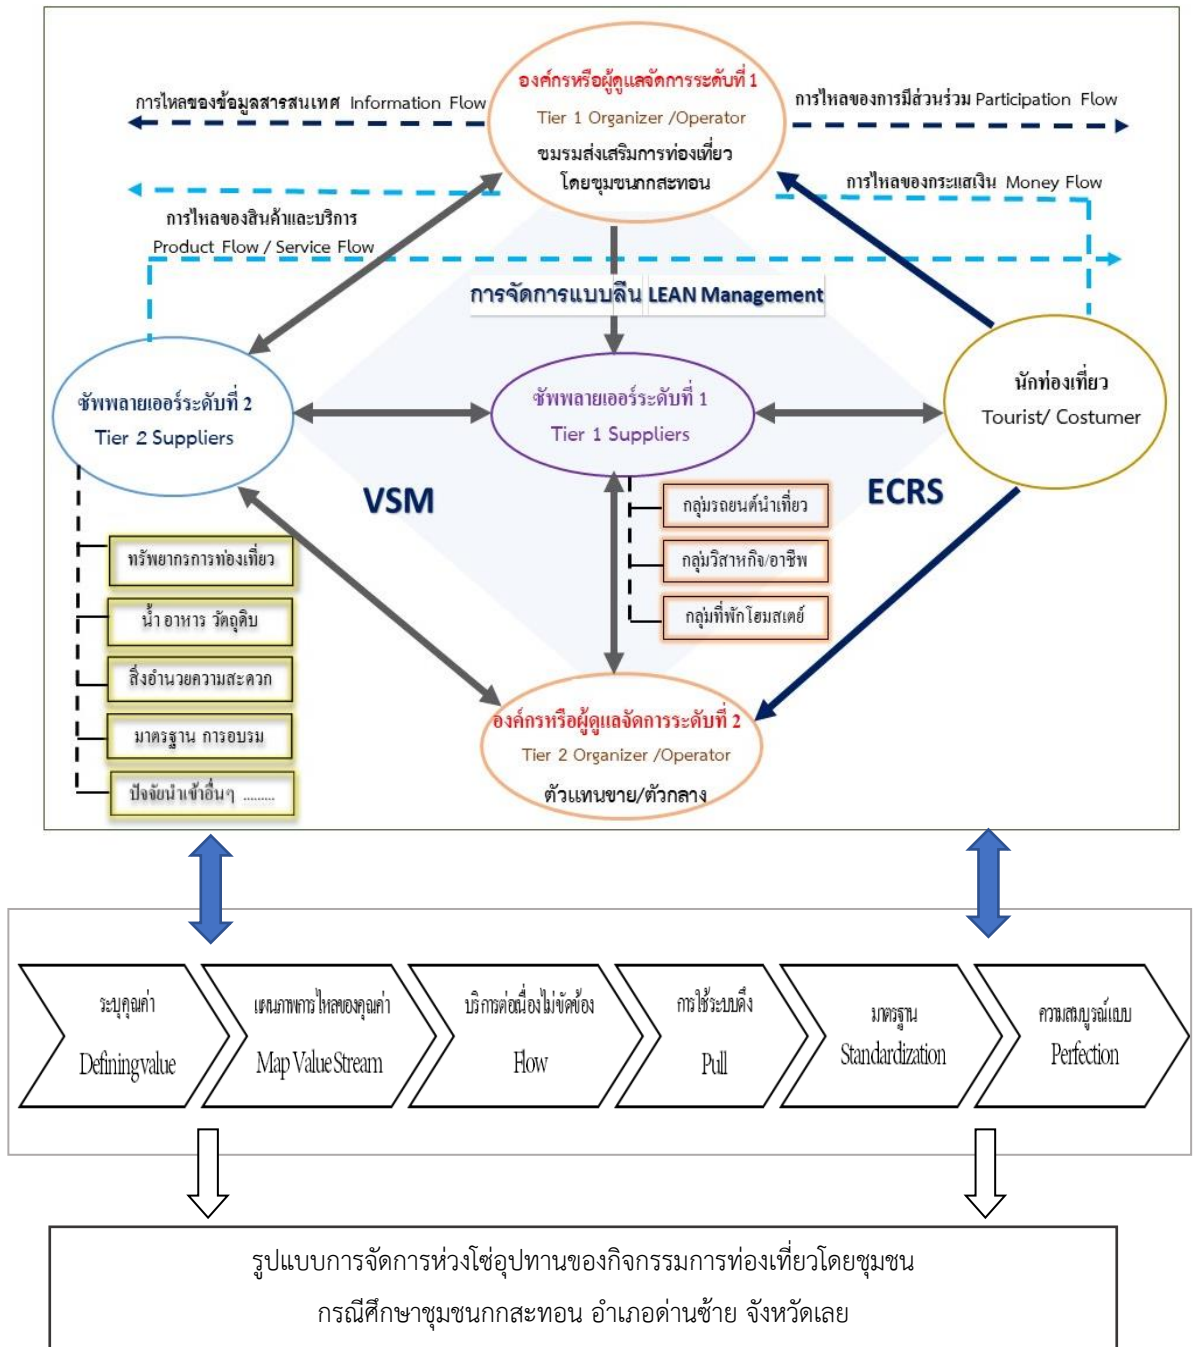 องค์กรหรือผู้ดูแลจัดการระดับที่ 1
Tier 1 Organizer /Operator
ชมรมส่งเสริมการท่องเที่ยว
โดยชุมชนกกสะทอน
การไหลของข้อมูลสารสนเทศ Information Flow
การไหลของการมีส่วนร่วม Participation Flow
การไหลของกระแสเงิน Money Flow
การไหลของสินค้าและบริการ
Product Flow / Service Flow
การจัดการแบบลีน LEAN Management
ซัพพลายเออร์ระดับที่ 2
Tier 2 Suppliers
ซัพพลายเออร์ระดับที่ 1
Tier 1 Suppliers
นักท่องเที่ยว
Tourist/ Costumer
VSM
ECRS
กลุ่มรถยนต์นำเที่ยว
กลุ่มวิสาหกิจ/อาชีพ
กลุ่มที่พักโฮมสเตย์
ทรัพยากรการท่องเที่ยว
น้ำ อาหาร วัตถุดิบ
สิ่งอำนวยความสะดวก
มาตรฐาน การอบรม
ปัจจัยนำเข้าอื่นๆ .........
องค์กรหรือผู้ดูแลจัดการระดับที่ 2
Tier 2 Organizer /Operator
ตัวแทนขาย/ตัวกลาง
ระบุคุณค่า
Defining value
แผนภาพการไหลของคุณค่า
Map Value Stream
บริการต่อเนื่องไม่ขัดข้อง
Flow
การใช้ระบบดึง
Pull
มาตรฐาน
Standardization
ความสมบูรณ์แบบ
Perfection
รูปแบบการจัดการห่วงโซ่อุปทานของกิจกรรมการท่องเที่ยวโดยชุมชน
กรณีศึกษาชุมชนกกสะทอน อำเภอด่านซ้าย จังหวัดเลย